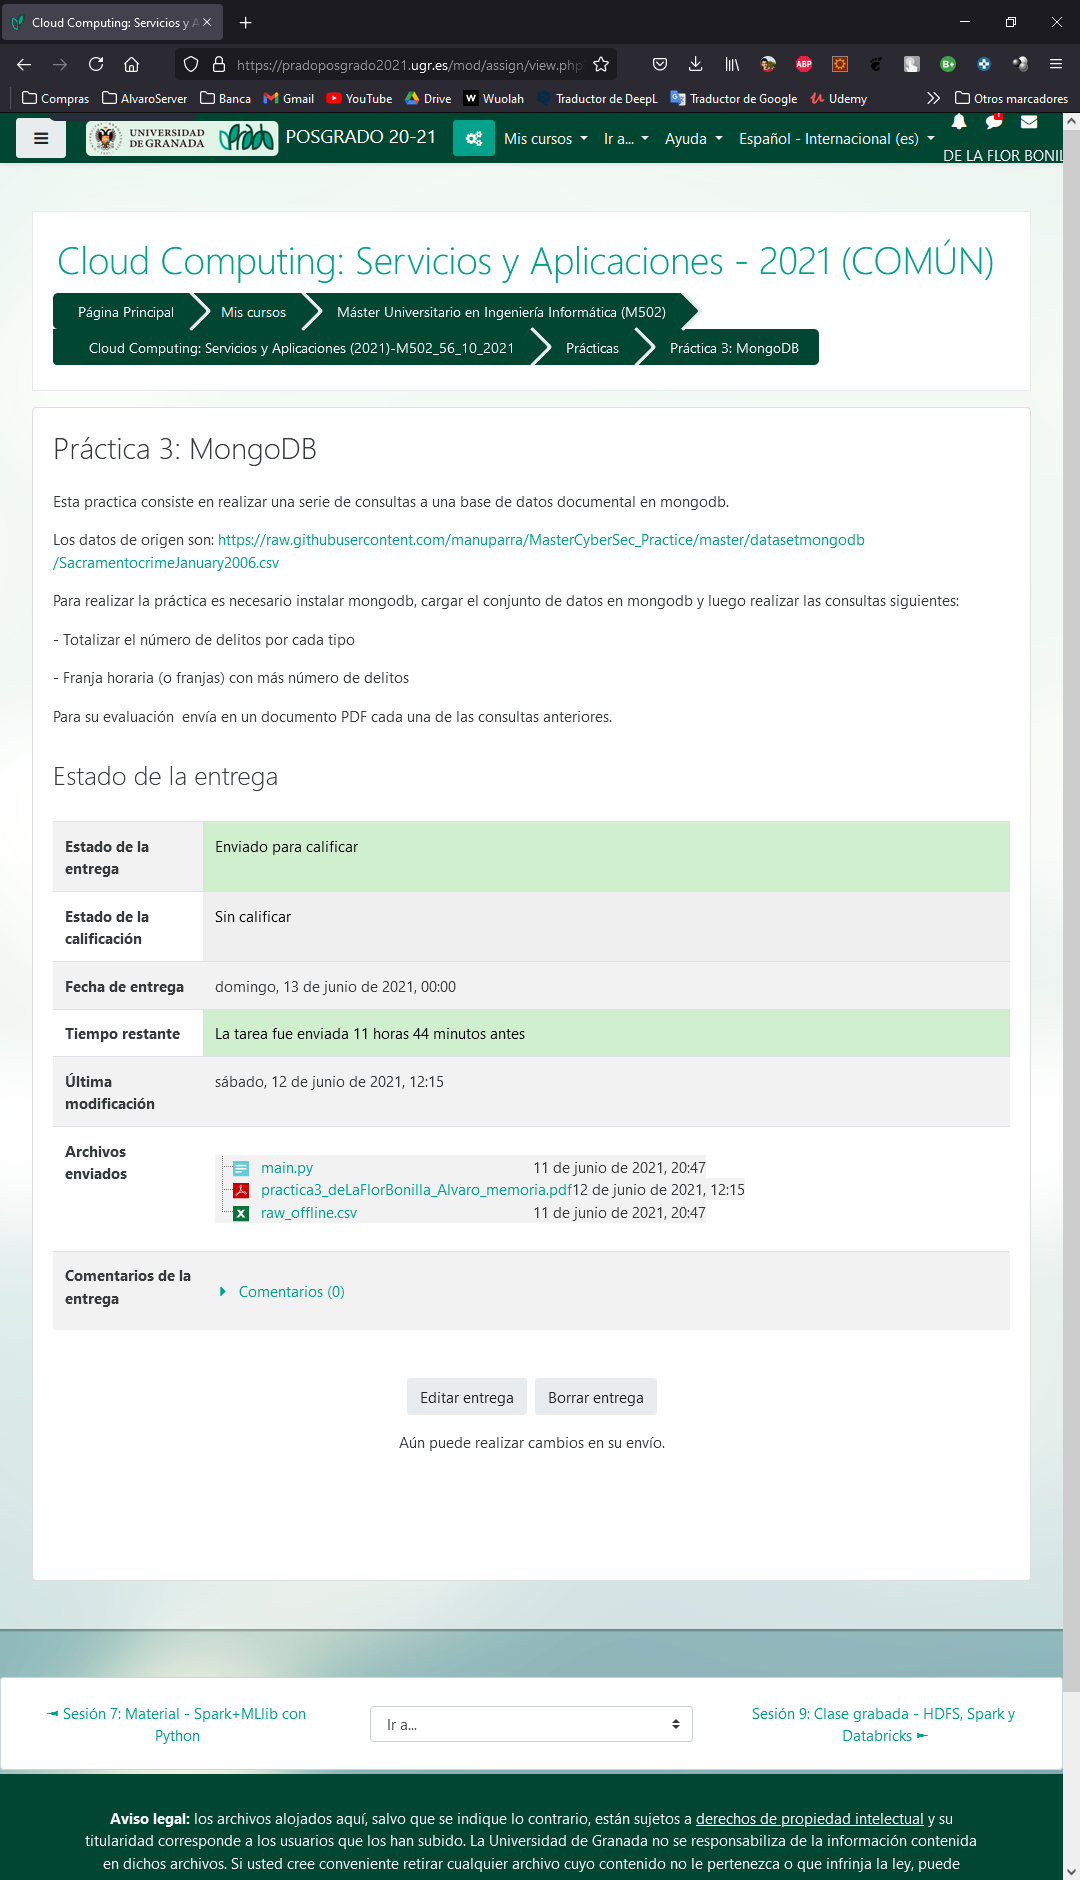 Cloud Computing: Servicios y A
https://pradoposgrado2021.ugr.es/mod/assign/view.php
Compras AlvaroServer Banca Gmail YouTube Drive Wuolah Traductor de DeepL Traductor de Google Udemy Otros marcadores
UNIVERSIDAD DE GRANADA POSGRADO 20-21 Mis cursos Ir a... Ayuda Español - Internacional (es)
DE LA FLOR BONIL
Cloud Computing: Servicios y Aplicaciones - 2021 (COMÚN)
Página Principal Mis cursos Máster Universitario en Ingeniería Informática (M502)
Cloud Computing: Servicios y Aplicaciones (2021)-M502_56_10_2021 Prácticas Práctica 3: MongoDB
Práctica 3: MongoDB
Esta practica consiste en realizar una serie de consultas a una base de datos documental en mongodb.
Los datos de origen son: https://raw.githubusercontent.com/manuparra/MasterCyberSec_Practice/master/datasetmongodb
/SacramentocrimeJanuary2006.csv
Para realizar la práctica es necesario instalar mongodb, cargar el conjunto de datos en mongodb y luego realizar las consultas siguientes:
- Totalizar el número de delitos por cada tipo
- Franja horaria (o franjas) con más número de delitos
Para su evaluación  envía en un documento PDF cada una de las consultas anteriores.
Estado de la entrega
Estado de la entrega Enviado para calificar
Estado de la calificación Sin calificar
Fecha de entrega domingo, 13 de junio de 2021, 00:00
Tiempo restante La tarea fue enviada 11 horas 44 minutos antes
Última modificación sábado, 12 de junio de 2021, 12:15
Archivos enviados
main.py 11 de junio de 2021, 20:47
practica3_deLaFlorBonilla_Alvaro_memoria.pdf 12 de junio de 2021, 12:15
raw_offline.csv 11 de junio de 2021, 20:47
Comentarios de la entrega Comentarios (0)
Editar entrega Borrar entrega
Aún puede realizar cambios en su envío.
◄ Sesión 7: Material - Spark+MLlib con
Python
Ir a...
Sesión 9: Clase grabada - HDFS, Spark y
Databricks ►
Aviso legal: los archivos alojados aquí, salvo que se indique lo contrario, están sujetos a derechos de propiedad intelectual y su
titularidad corresponde a los usuarios que los han subido. La Universidad de Granada no se responsabiliza de la información contenida
en dichos archivos. Si usted cree conveniente retirar cualquier archivo cuyo contenido no le pertenezca o que infrinja la ley, puede